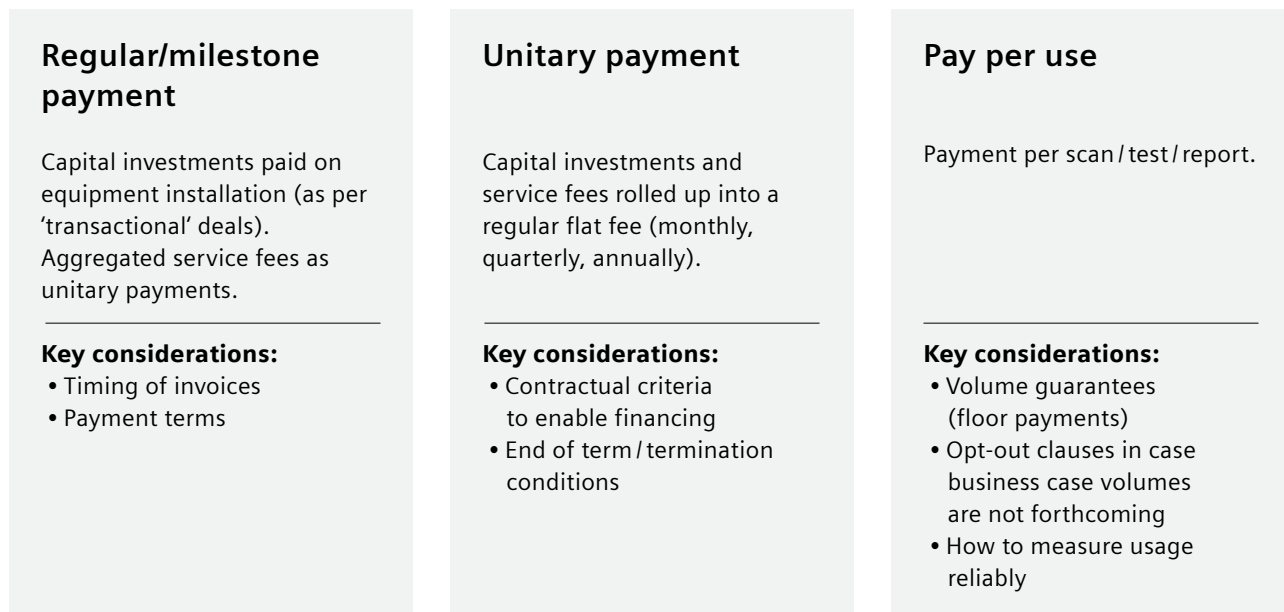 Regular/milestone
payment
Capital investments paid on
equipment installation (as per
‘transactional‘ deals).
Aggregated service fees as
unitary payments.
Key considerations:
• Timing of invoices
• Payment terms
Unitary payment
Capital investments and
service fees rolled up into a
regular flat fee (monthly,
quarterly, annually).
Key considerations:
• Contractual criteria
to enable financing
• End of term / termination
conditions
Pay per use
Payment per scan / test / report.
Key considerations:
• Volume guarantees
(floor payments)
• Opt-out clauses in case
business case volumes
are not forthcoming
• How to measure usage
reliably